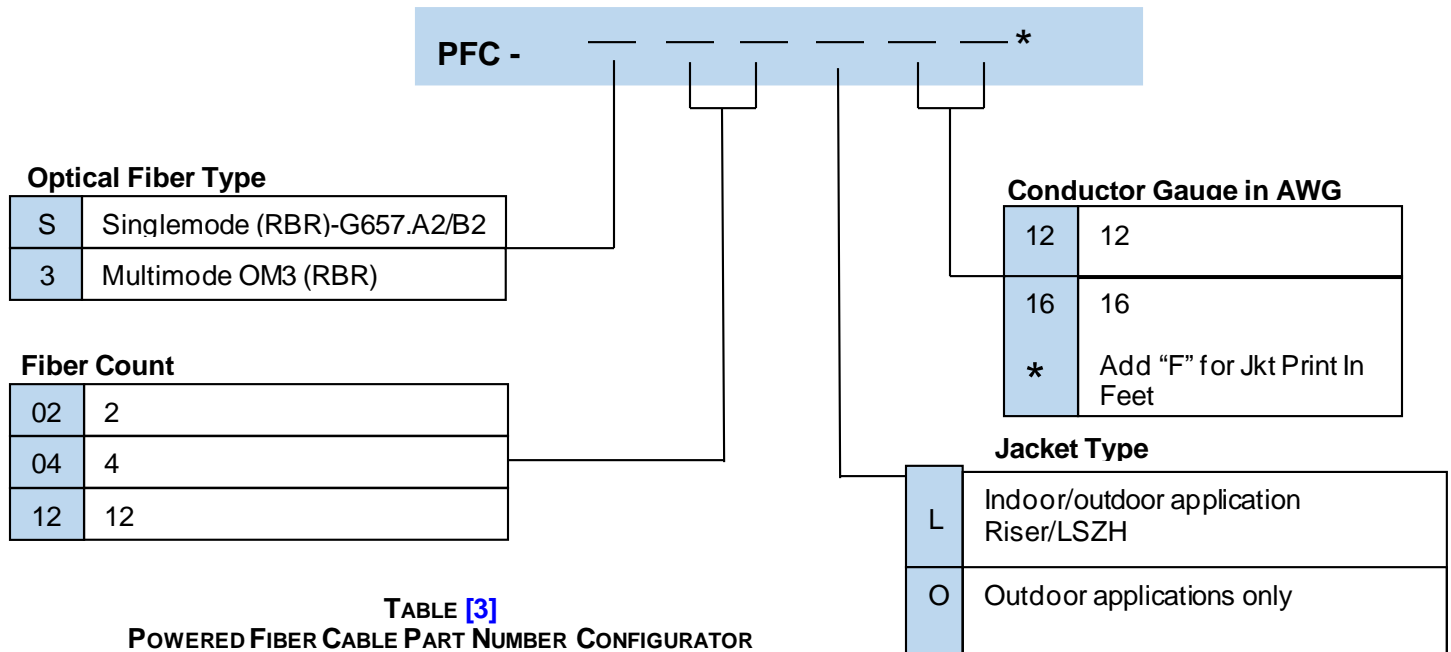 PFC - — — — — — — *
Optical Fiber Type
S Singlemode (RBR)-G657.A2/B2
3 Multimode OM3 (RBR)
Fiber Count
02 2
04 4
12 12
Conductor Gauge in AWG
12 12
16 16
* Add “F” for Jkt Print In
Feet
Jacket Type
L Indoor/outdoor application
Riser/LSZH
O Outdoor applications only
TABLE [3]
POWERED FIBER CABLE PART NUMBER CONFIGURATOR